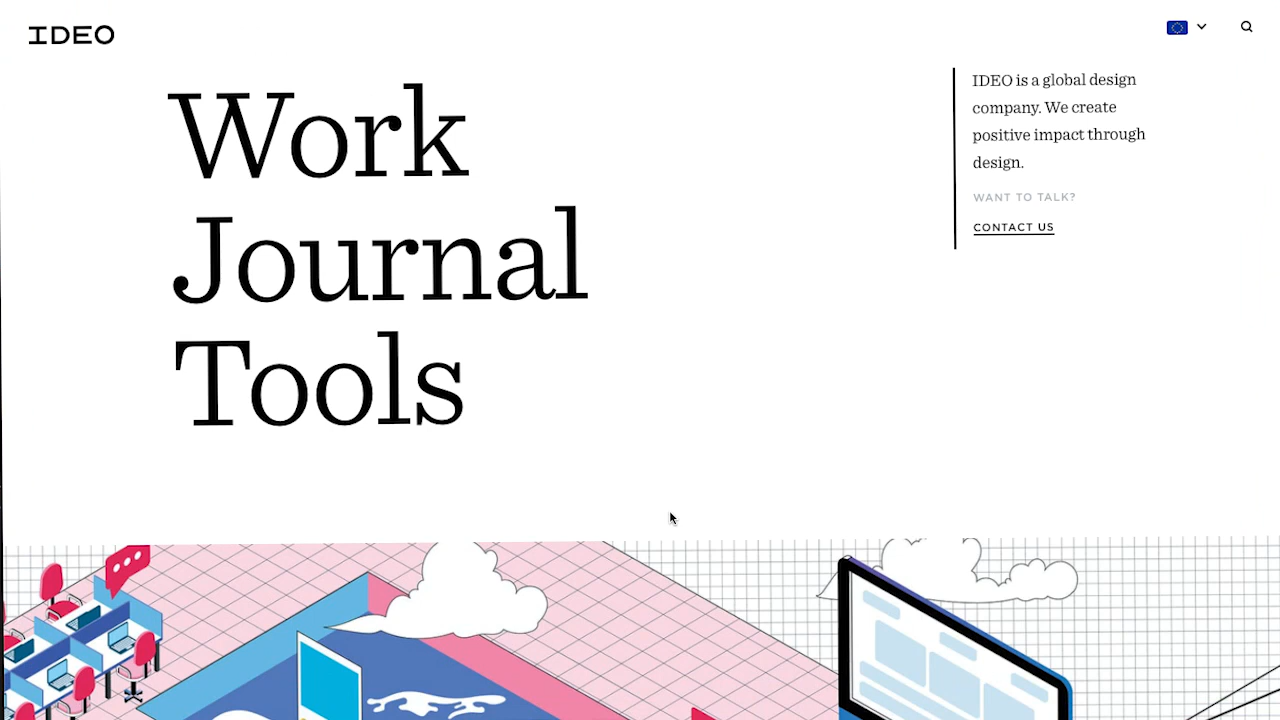 IDEO
Work
Journal
Tools
IDEO is a global design
company. We create
positive impact through
design.
WANT TO TALK?
CONTACT US